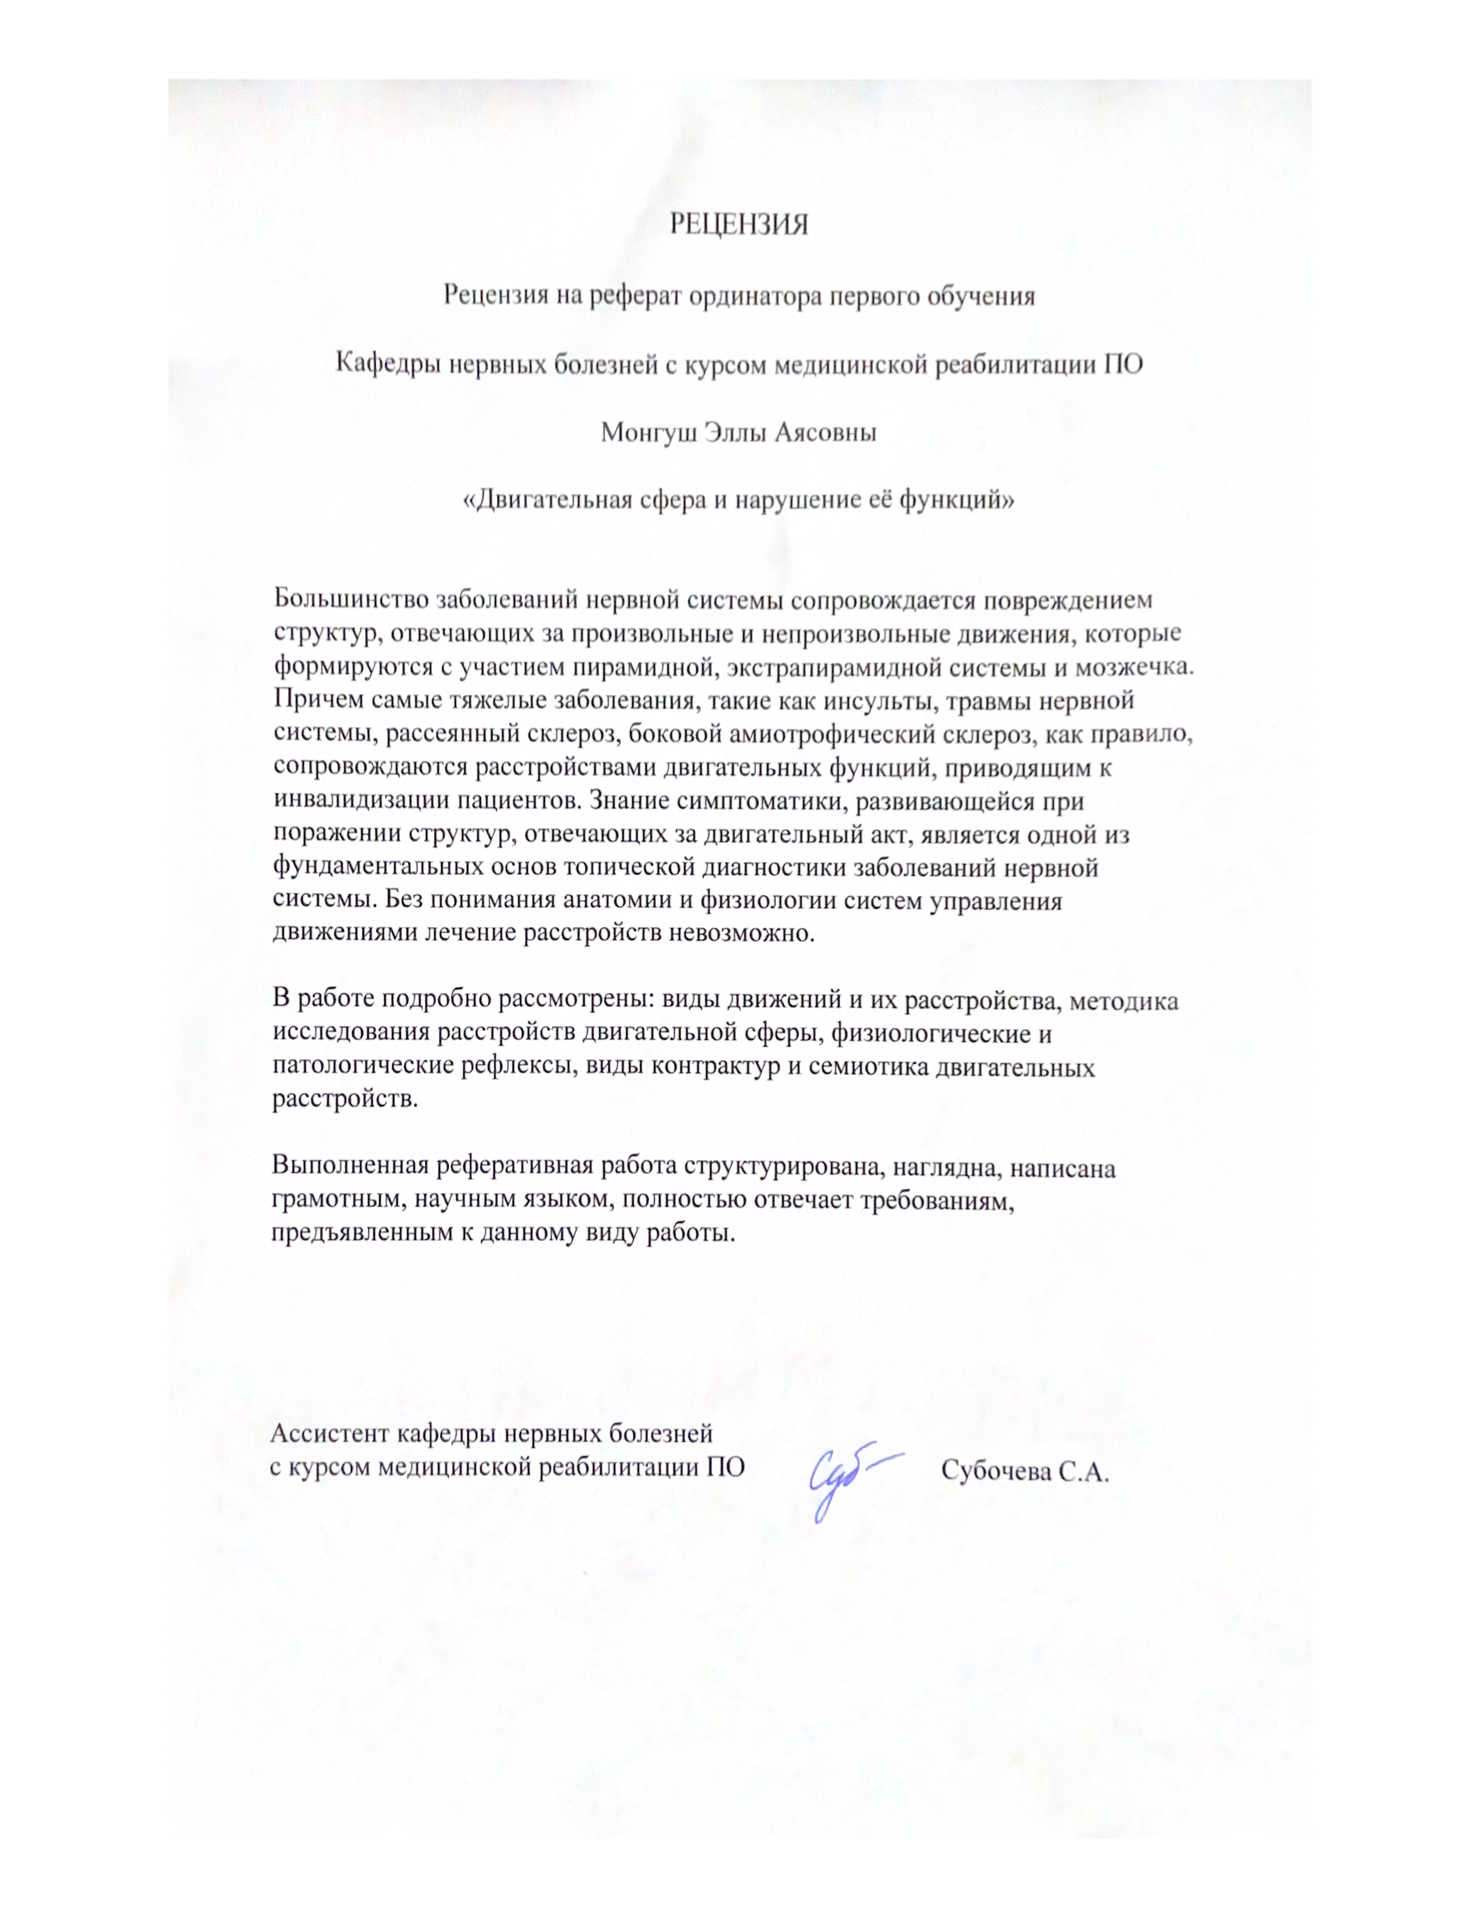 РЕЦЕНЗИЯ
Рецензия на реферат ординатора первого обучения
Кафедры нервных болезней с курсом медицинской реабилитации ПО
Монгуш Эллы Аясовны
«Двигательная сфера и нарушение её функций»
Большинство заболеваний нервной системы сопровождается повреждением
структур, отвечающих за произвольные и непроизвольные движения, которые
формируются с участием пирамидной, экстрапирамидной системы и мозжечка.
Причем самые тяжелые заболевания, такие как инсульты, травмы нервной
системы, рассеянный склероз, боковой амиотрофический склероз, как правило,
сопровождаются расстройствами двигательных функций, приводящим к
инвалидизации пациентов. Знание симптоматики, развивающейся при
поражении структур, отвечающих за двигательный акт, является одной из
фундаментальных основ топической диагностики заболеваний нервной
системы. Без понимания анатомии и физиологии систем управления
движениями лечение расстройств невозможно.
В работе подробно рассмотрены: виды движений и их расстройства, методика
исследования расстройств двигательной сферы, физиологические и
патологические рефлексы, виды контрактур и семиотика двигательных
расстройств.
Выполненная реферативная работа структурирована, наглядна, написана
грамотным, научным языком, полностью отвечает требованиям,
предъявленным к данному виду работы.
Ассистент кафедры нервных болезней
с курсом медицинской реабилитации ПО Суб Субочева С.А.